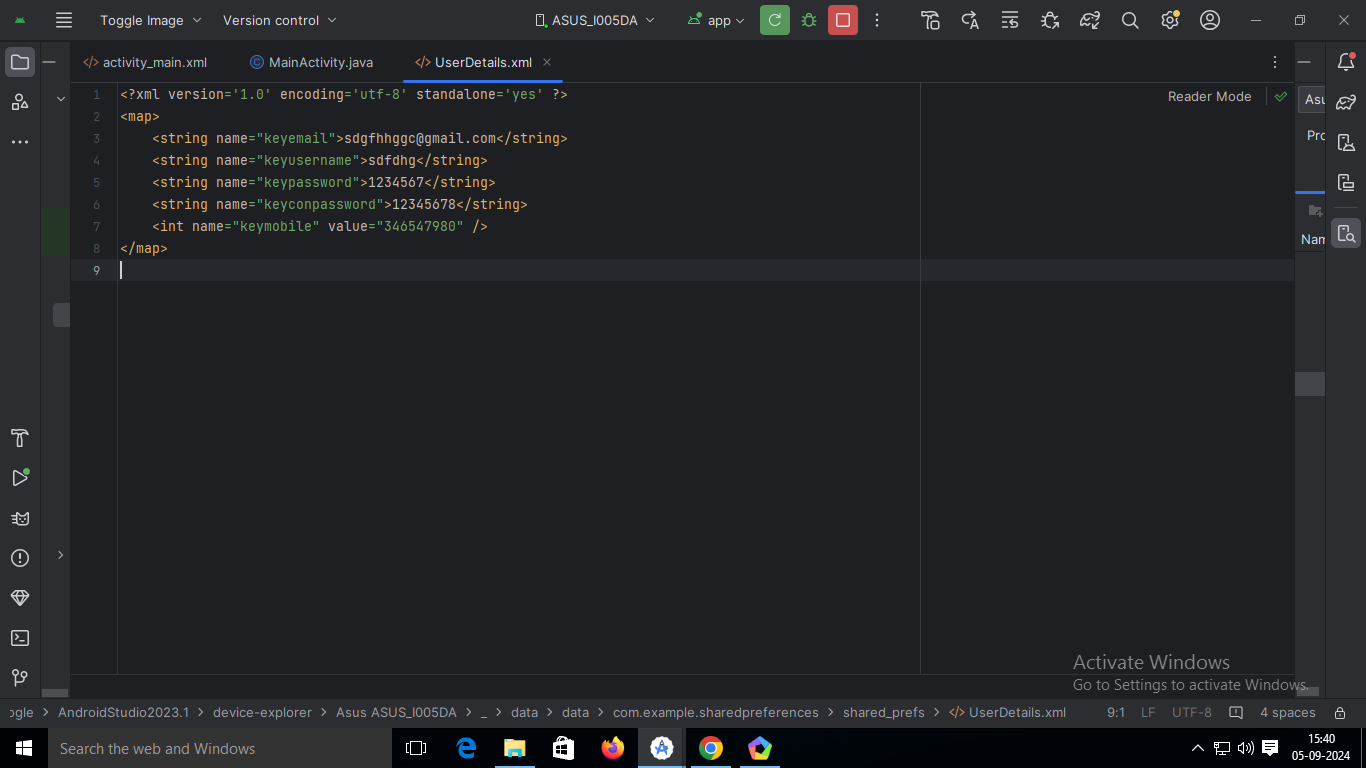 Toggle Image Version control ASUS_I005DA app
activity_main.xml MainActivity.java UserDetails.xml
Reader Mode
Asu
Pro
Nam
1 <?xml version='1.0' encoding='utf-8' standalone='yes' ?>
2 <map>
3 <string name="keyemail">sdgfhhggc@gmail.com</string>
4 <string name="keyusername">sdfdhg</string>
5 <string name="keypassword">1234567</string>
6 <string name="keyconpassword">12345678</string>
7 <int name="keymobile" value="346547980" />
8 </map>
9
Activate Windows
Go to Settings to activate Windows.
ogle > AndroidStudio2023.1 > device-explorer > Asus ASUS_I005DA > _ > data > data > com.example.sharedpreferences > shared_prefs > UserDetails.xml 9:1 LF UTF-8 4 spaces
Search the web and Windows
15:40
05-09-2024